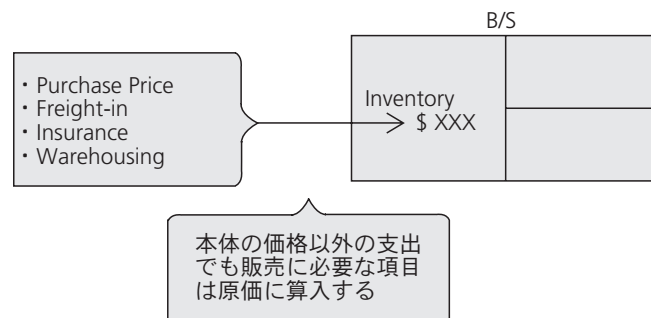 B/S
・Purchase Price
・Freight-in
・Insurance
・Warehousing
Inventory
$ XXX
本体の価格以外の支出
でも販売に必要な項目
は原価に算入する